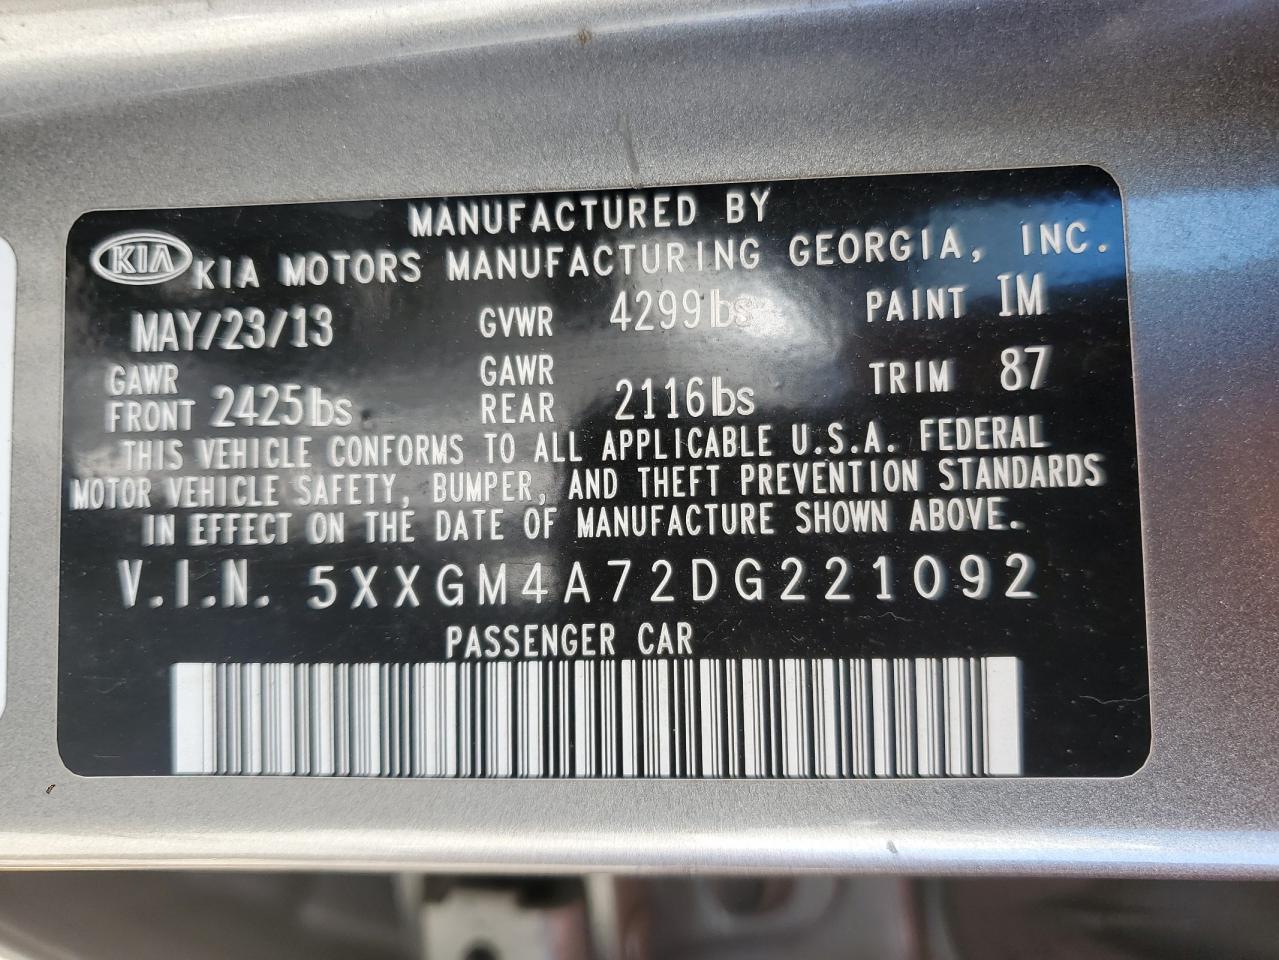 MANUFACTURED BY
KIA KIA MOTORS MANUFACTURING GEORGIA, INC.
MAY/23/13 GVWR 4299lbs PAINT IM
GAWR FRONT 2425lbs GAWR REAR 2116lbs TRIM 87
THIS VEHICLE CONFORMS TO ALL APPLICABLE U.S.A. FEDERAL
MOTOR VEHICLE SAFETY, BUMPER, AND THEFT PREVENTION STANDARDS
IN EFFECT ON THE DATE OF MANUFACTURE SHOWN ABOVE.
V.I.N. 5XXGM4A72DG221092
PASSENGER CAR